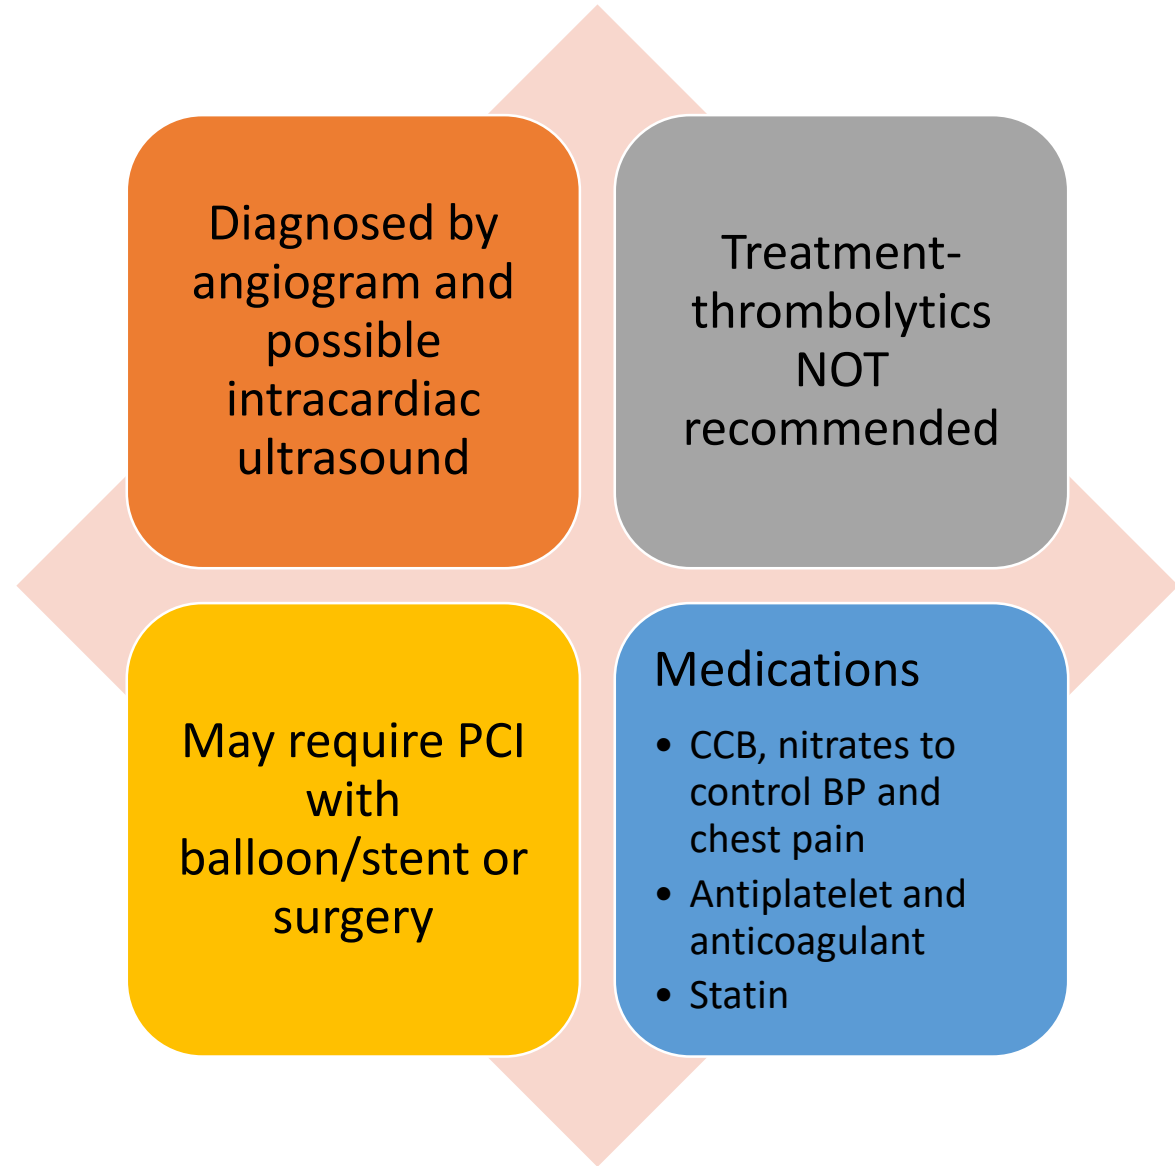 Diagnosed by
angiogram and
possible
intracardiac
ultrasound
Treatment-
thrombolytics
NOT
recommended
May require PCI
with
balloon/stent or
surgery
Medications
• CCB, nitrates to
control BP and
chest pain
• Antiplatelet and
anticoagulant
• Statin